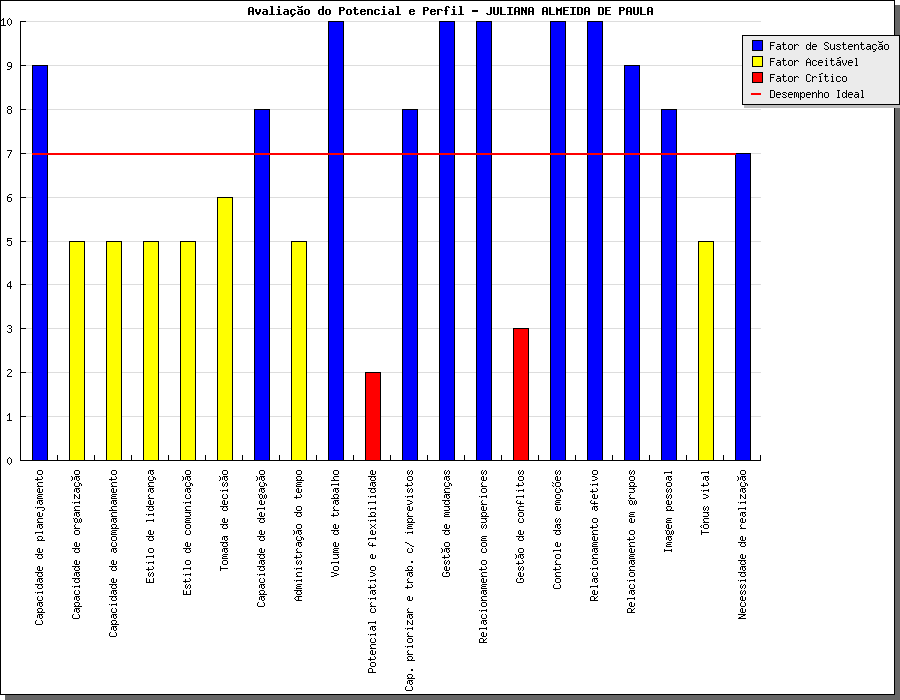 Avaliação do Potencial e Perfil - JULIANA ALMEIDA DE PAULA
Fator de Sustentação
Fator Aceitável
Fator Crítico
Desempenho Ideal
10
9
8
7
6
5
4
3
2
1
0
Capacidade de planejamento
Capacidade de organização
Capacidade de acompanhamento
Estilo de liderança
Estilo de comunicação
Tomada de decisão
Capacidade de delegação
Administração do tempo
Volume de trabalho
Potencial criativo e flexibilidade
Cap. priorizar e trab. c/ imprevistos
Gestão de mudanças
Relacionamento com superiores
Gestão de conflitos
Controle das emoções
Relacionamento afetivo
Relacionamento em grupos
Imagem pessoal
Tônus vital
Necessidade de realização